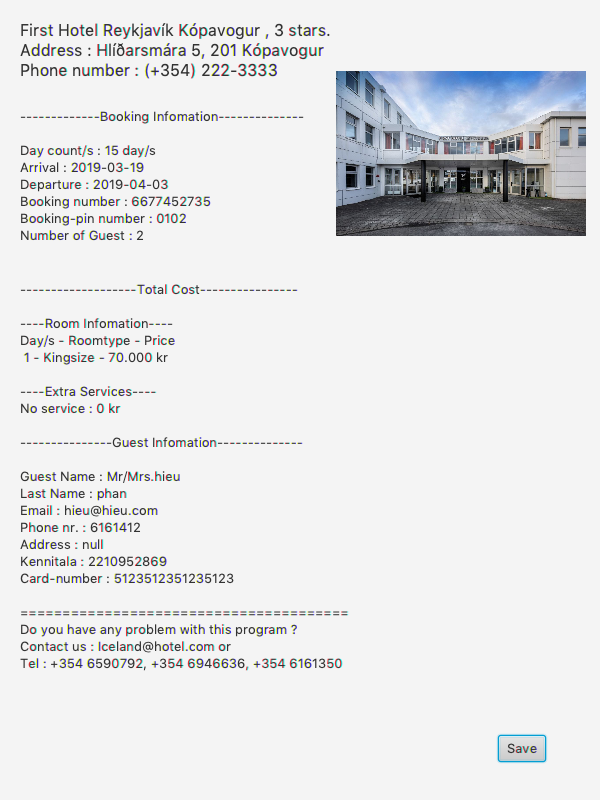 First Hotel Reykjavík Kópavogur , 3 stars.
Address : Hlíðarsmára 5, 201 Kópavogur
Phone number : (+354) 222-3333
-------------Booking Infomation--------------
Day count/s : 15 day/s
Arrival : 2019-03-19
Departure : 2019-04-03
Booking number : 6677452735
Booking-pin number : 0102
Number of Guest : 2
-------------------Total Cost----------------
----Room Infomation----
Day/s - Roomtype - Price
1 - Kingsize - 70.000 kr
----Extra Services----
No service : 0 kr
---------------Guest Infomation--------------
Guest Name : Mr/Mrs.hieu
Last Name : phan
Email : hieu@hieu.com
Phone nr. : 6161412
Address : null
Kennitala : 2210952869
Card-number : 5123512351235123
=======================================
Do you have any problem with this program ?
Contact us : Iceland@hotel.com or
Tel : +354 6590792, +354 6946636, +354 6161350
Save